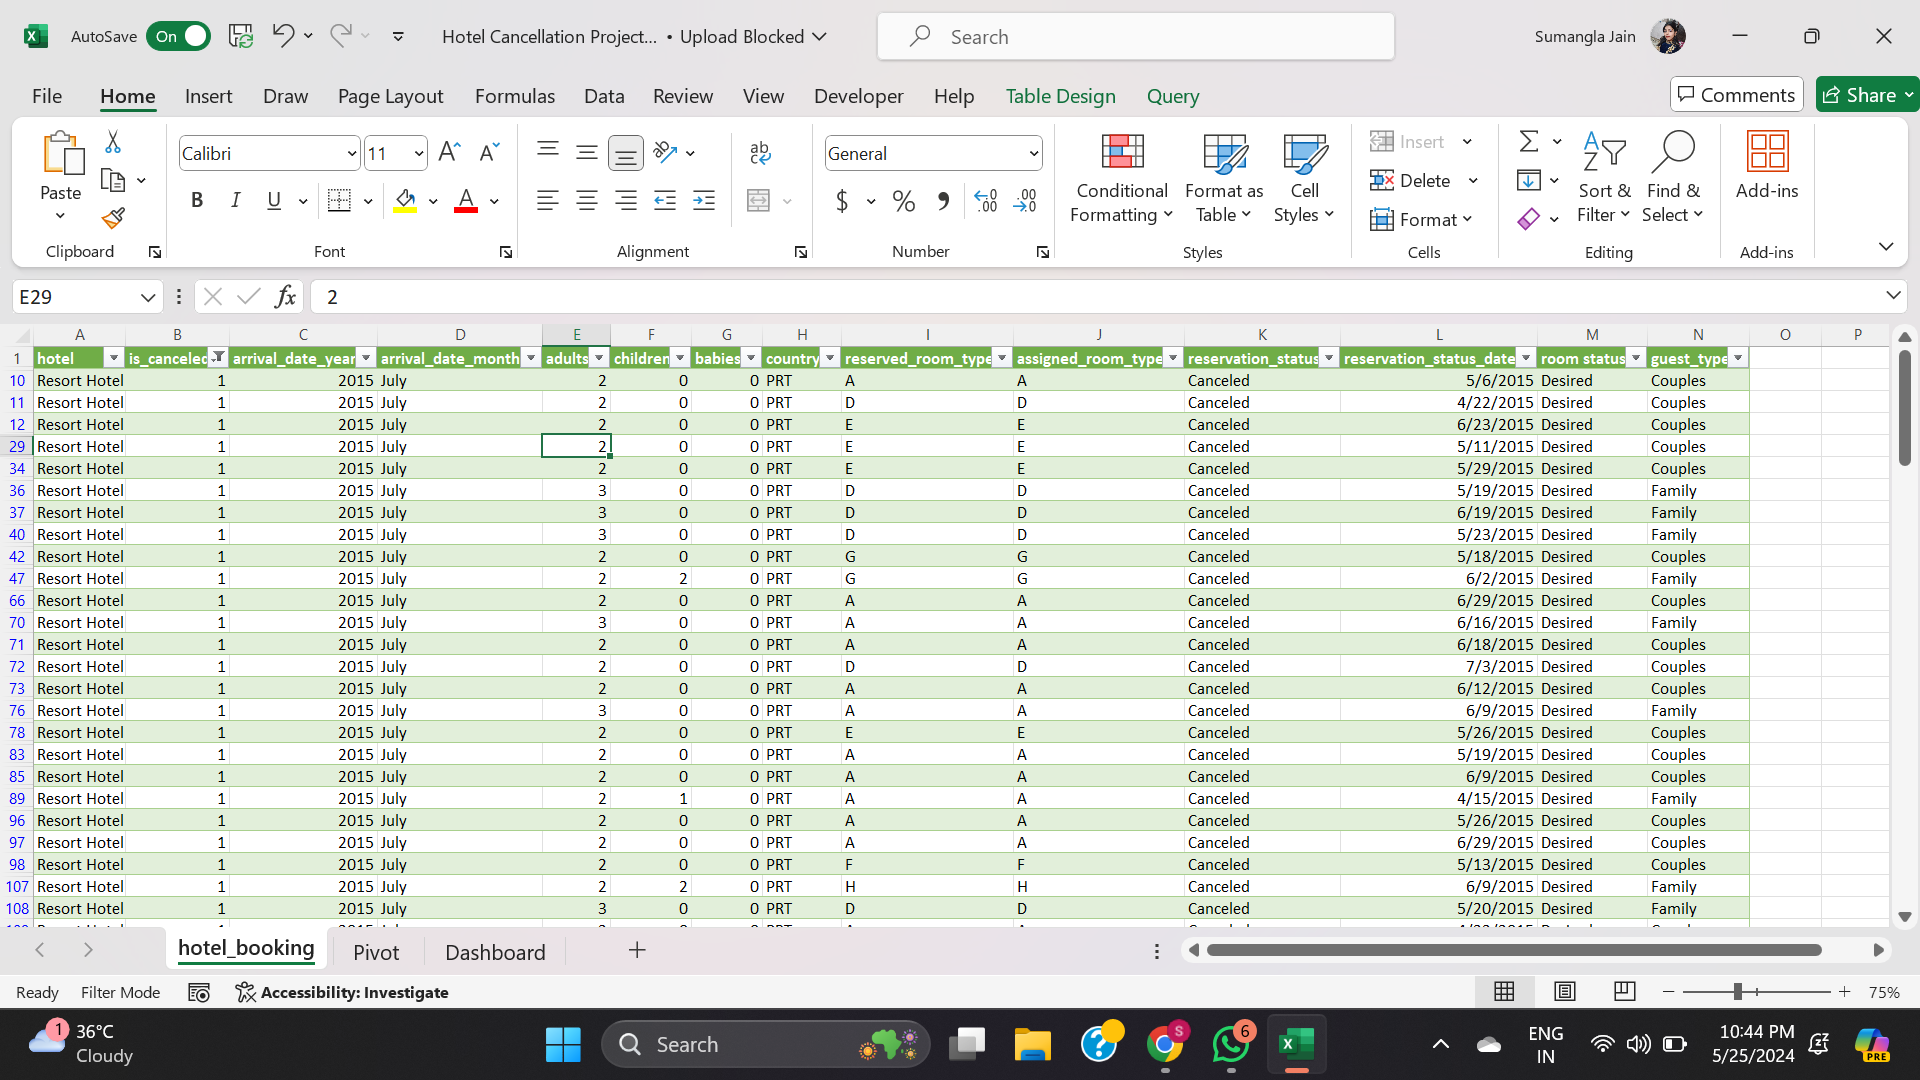 AutoSave On Hotel Cancellation Project... • Upload Blocked Search Sumangla Jain
File Home Insert Draw Page Layout Formulas Data Review View Developer Help Table Design Query Comments Share
Paste Calibri 11 General Conditional Formatting Format as Table Cell Styles Insert Delete Format Sort & Filter Find & Select Add-ins
Clipboard Font Alignment Number Styles Cells Editing Add-ins
E29 fx 2
A B C D E F G H I J K L M N O P
1 hotel is_canceled arrival_date_year arrival_date_month adults children babies country reserved_room_type assigned_room_type reservation_status reservation_status_date room status guest_type
10 Resort Hotel 1 2015 July 2 0 0 PRT A A Canceled 5/6/2015 Desired Couples
11 Resort Hotel 1 2015 July 2 0 0 PRT D D Canceled 4/22/2015 Desired Couples
12 Resort Hotel 1 2015 July 2 0 0 PRT E E Canceled 6/23/2015 Desired Couples
29 Resort Hotel 1 2015 July 2 0 0 PRT E E Canceled 5/11/2015 Desired Couples
34 Resort Hotel 1 2015 July 2 0 0 PRT E E Canceled 5/29/2015 Desired Couples
36 Resort Hotel 1 2015 July 3 0 0 PRT D D Canceled 5/19/2015 Desired Family
37 Resort Hotel 1 2015 July 3 0 0 PRT D D Canceled 6/19/2015 Desired Family
40 Resort Hotel 1 2015 July 3 0 0 PRT D D Canceled 5/23/2015 Desired Family
42 Resort Hotel 1 2015 July 2 0 0 PRT G G Canceled 5/18/2015 Desired Couples
47 Resort Hotel 1 2015 July 2 2 0 PRT G G Canceled 6/2/2015 Desired Family
66 Resort Hotel 1 2015 July 2 0 0 PRT A A Canceled 6/29/2015 Desired Couples
70 Resort Hotel 1 2015 July 3 0 0 PRT A A Canceled 6/16/2015 Desired Family
71 Resort Hotel 1 2015 July 2 0 0 PRT A A Canceled 6/18/2015 Desired Couples
72 Resort Hotel 1 2015 July 2 0 0 PRT D D Canceled 7/3/2015 Desired Couples
73 Resort Hotel 1 2015 July 2 0 0 PRT A A Canceled 6/12/2015 Desired Couples
76 Resort Hotel 1 2015 July 3 0 0 PRT A A Canceled 6/9/2015 Desired Family
78 Resort Hotel 1 2015 July 2 0 0 PRT E E Canceled 5/26/2015 Desired Couples
83 Resort Hotel 1 2015 July 2 0 0 PRT A A Canceled 5/19/2015 Desired Couples
85 Resort Hotel 1 2015 July 2 0 0 PRT A A Canceled 6/9/2015 Desired Couples
89 Resort Hotel 1 2015 July 2 1 0 PRT A A Canceled 4/15/2015 Desired Family
96 Resort Hotel 1 2015 July 2 0 0 PRT A A Canceled 5/26/2015 Desired Couples
97 Resort Hotel 1 2015 July 2 0 0 PRT A A Canceled 6/29/2015 Desired Couples
98 Resort Hotel 1 2015 July 2 0 0 PRT F F Canceled 5/13/2015 Desired Couples
107 Resort Hotel 1 2015 July 2 2 0 PRT H H Canceled 6/9/2015 Desired Family
108 Resort Hotel 1 2015 July 3 0 0 PRT D D Canceled 5/20/2015 Desired Family
hotel_booking Pivot Dashboard
Ready Filter Mode Accessibility: Investigate 75%
1 36°C Search S 6 ENG 10:44 PM
Cloudy IN 5/25/2024 PRE